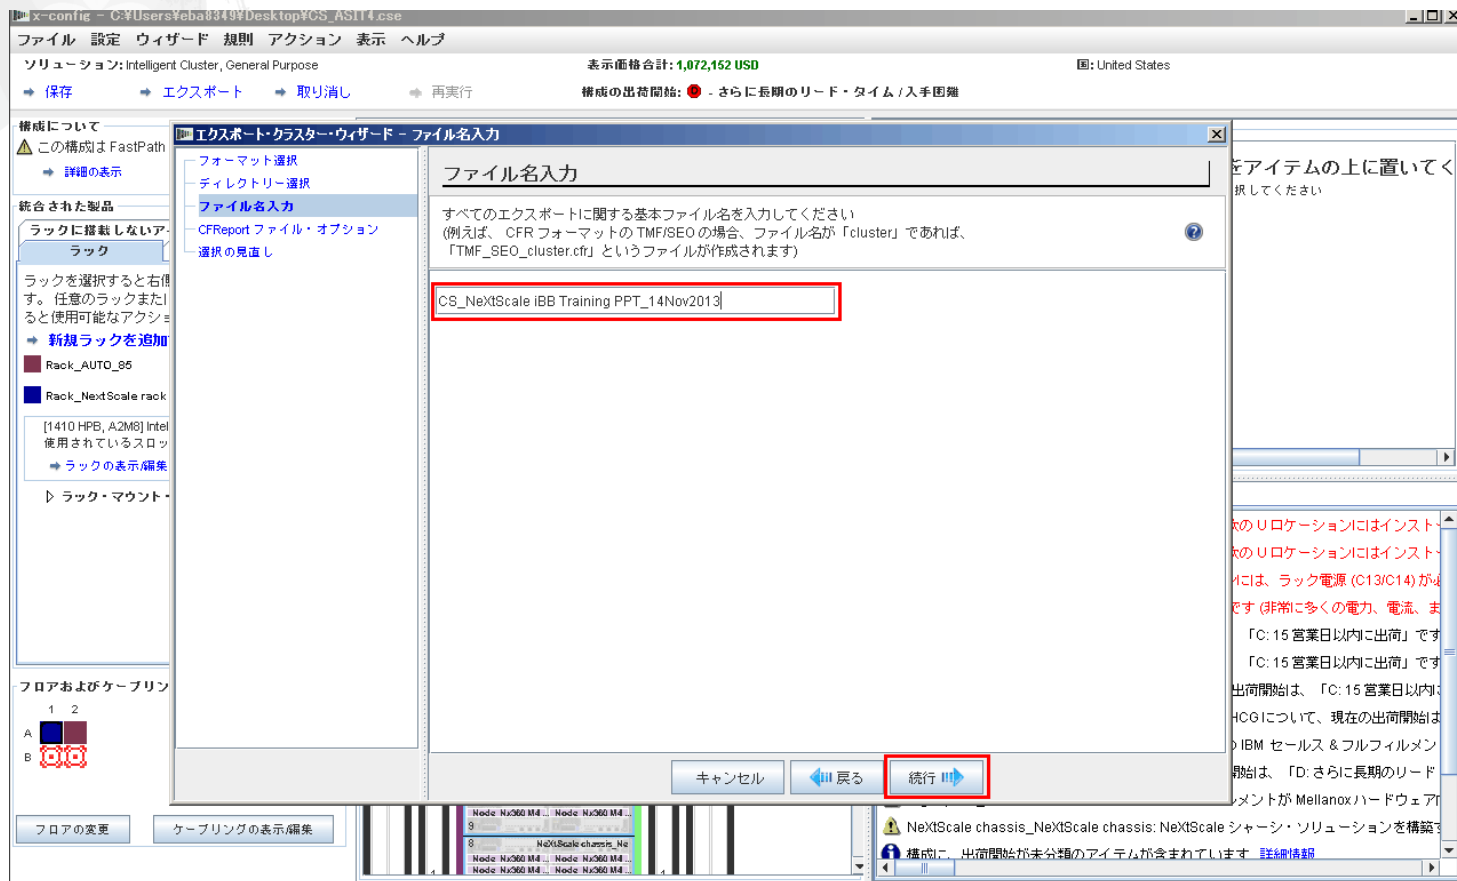 x-config - C:¥Users¥eba8349¥Desktop¥CS_ASIT4.cse
ファイル 設定 ウィザード 規則 アクション 表示 ヘルプ
ソリューション: Intelligent Cluster, General Purpose
表示価格合計: 1,072,152 USD
国: United States
保存
エクスポート
取り消し
再実行
構成の出荷開始: D - さらに長期のリード・タイム / 入手困難
構成について
この構成は FastPath
詳細の表示
統合された製品
ラックに搭載しないア
ラック
ラックを選択すると右側
す。 任意のラックまた
ると使用可能なアクショ
新規ラックを追加
Rack_AUTO_85
Rack_NextScale rack
[1410 HPB, A2M8] Intel
使用されているスロッ
ラックの表示/編集
ラック・マウント・
フロアおよびケーブリン
1 2
A
B
フロアの変更
ケーブリングの表示/編集
エクスポート・クラスター・ウィザード - ファイル名入力
フォーマット選択
ディレクトリー選択
ファイル名入力
CFReport ファイル・オプション
選択の見直し
ファイル名入力
すべてのエクスポートに関する基本ファイル名を入力してください
(例えば、 CFR フォーマットの TMF/SEO の場合、ファイル名が「cluster」であれば、
「TMF_SEO_cluster.cfr」というファイルが作成されます)
CS_NeXtScale iBB Training PPT_14Nov2013
キャンセル
戻る
続行
をアイテムの上に置いてく
択してください
次の U ロケーションにはインスト
次の U ロケーションにはインスト
には、ラック電源 (C13/C14) が必
です (非常に多くの電力、電流、ま
「C: 15 営業日以内に出荷」です
「C: 15 営業日以内に出荷」です
出荷開始は、「C: 15 営業日以内に
HCG について、現在の出荷開始は
IBM セールス & フルフィルメン
開始は、「D: さらに長期のリード
メントが Mellanox ハードウェア
NeXtScale chassis_NeXtScale chassis: NeXtScale シャーシ・ソリューションを構築す
構成に、出荷開始が未分類のアイテムが含まれています 詳細情報
Node Nx360 M4 ... Node Nx360 M4 ...
9
8 NeXtScale chassis_Ne
Node Nx360 M4 ... Node Nx360 M4 ...
Node Nx360 M4 ... Node Nx360 M4 ...